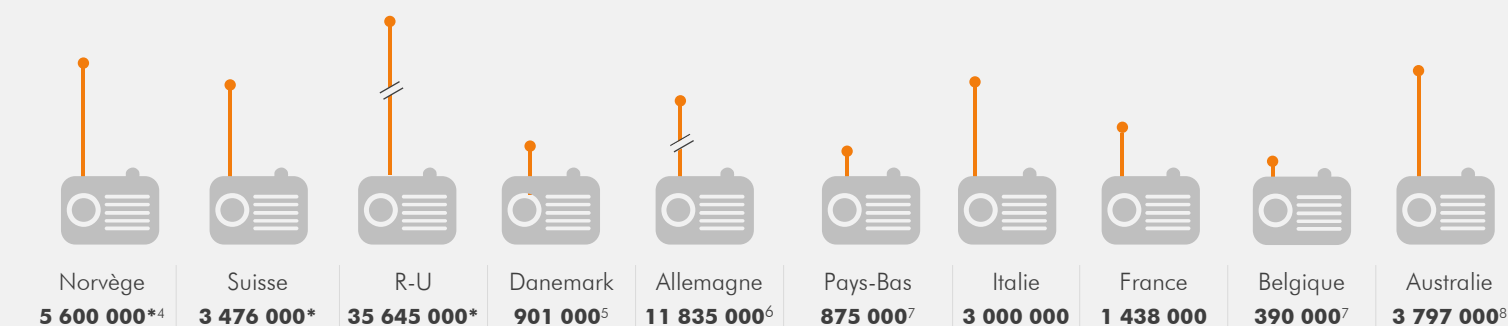 Norvège Suisse R-U Danemark Allemagne Pays-Bas Italie France Belgique Australie
5 600 000*4 3 476 000* 35 645 000* 901 0005 11 835 0006 875 0007 3 000 000 1 438 000 390 0007 3 797 0008